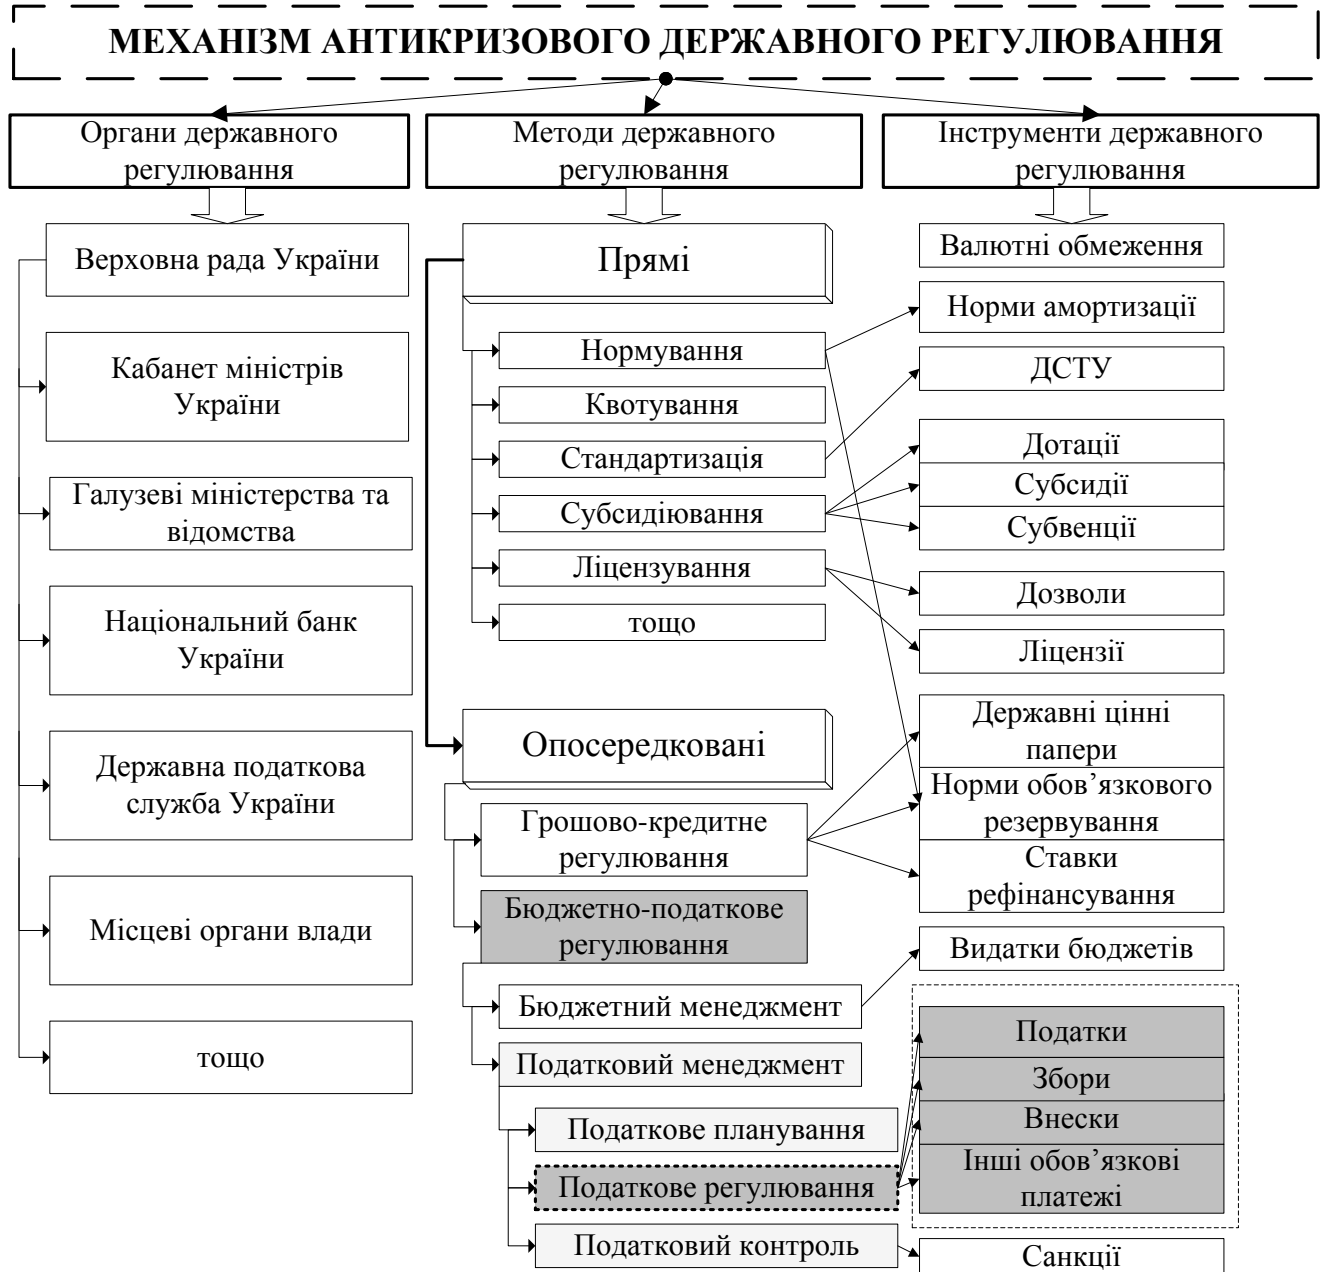 МЕХАНІЗМ АНТИКРИЗОВОГО ДЕРЖАВНОГО РЕГУЛЮВАННЯ
Органи державного
регулювання
Верховна рада України
Кабанет міністрів
України
Галузеві міністерства та
відомства
Національний банк
України
Державна податкова
служба України
Місцеві органи влади
тощо
Методи державного
регулювання
Прямі
Нормування
Квотування
Стандартизація
Субсидіювання
Ліцензування
тощо
Опосередковані
Грошово-кредитне
регулювання
Бюджетно-податкове
регулювання
Бюджетний менеджмент
Податковий менеджмент
Податкове планування
Податкове регулювання
Податковий контроль
Інструменти державного
регулювання
Валютні обмеження
Норми амортизації
ДСТУ
Дотації
Субсидії
Субвенції
Дозволи
Ліцензії
Державні цінні
папери
Норми обов’язкового
резервування
Ставки
рефінансування
Видатки бюджетів
Податки
Збори
Внески
Інші обов’язкові
платежі
Санкції